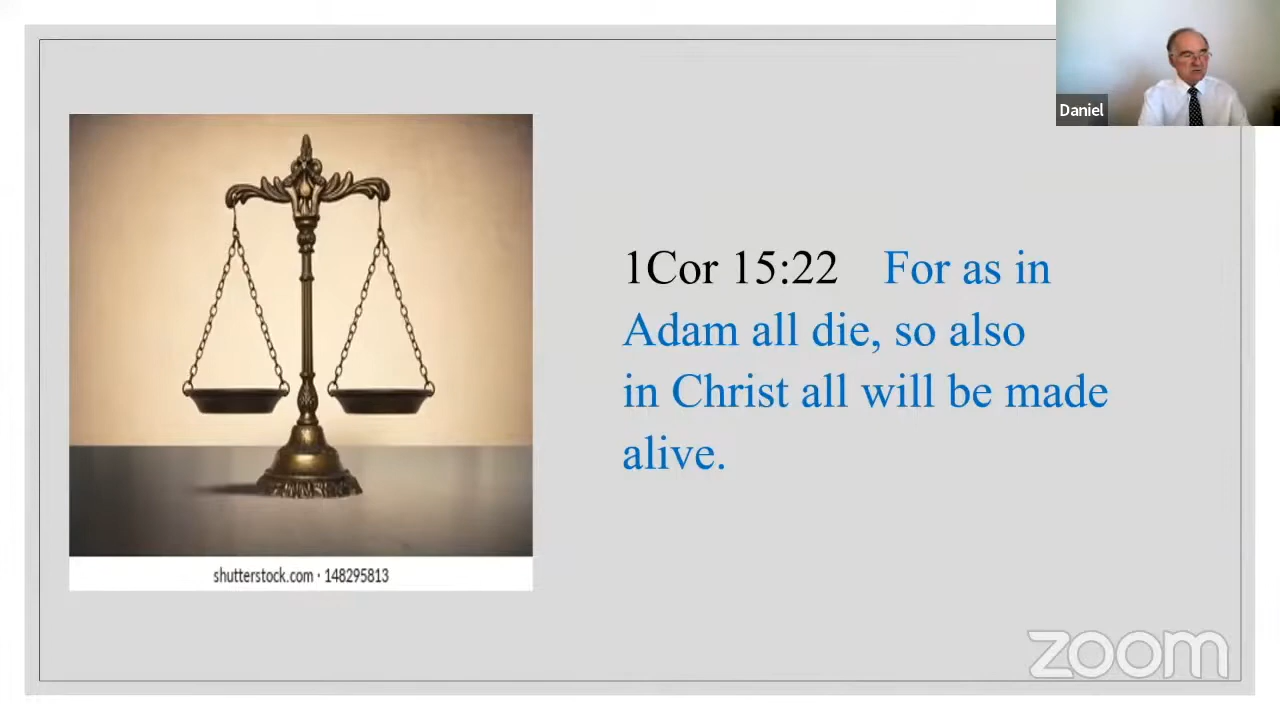 Daniel
1Cor 15:22 For as in
Adam all die, so also
in Christ all will be made
alive.
shutterstock.com · 148295813
zoom